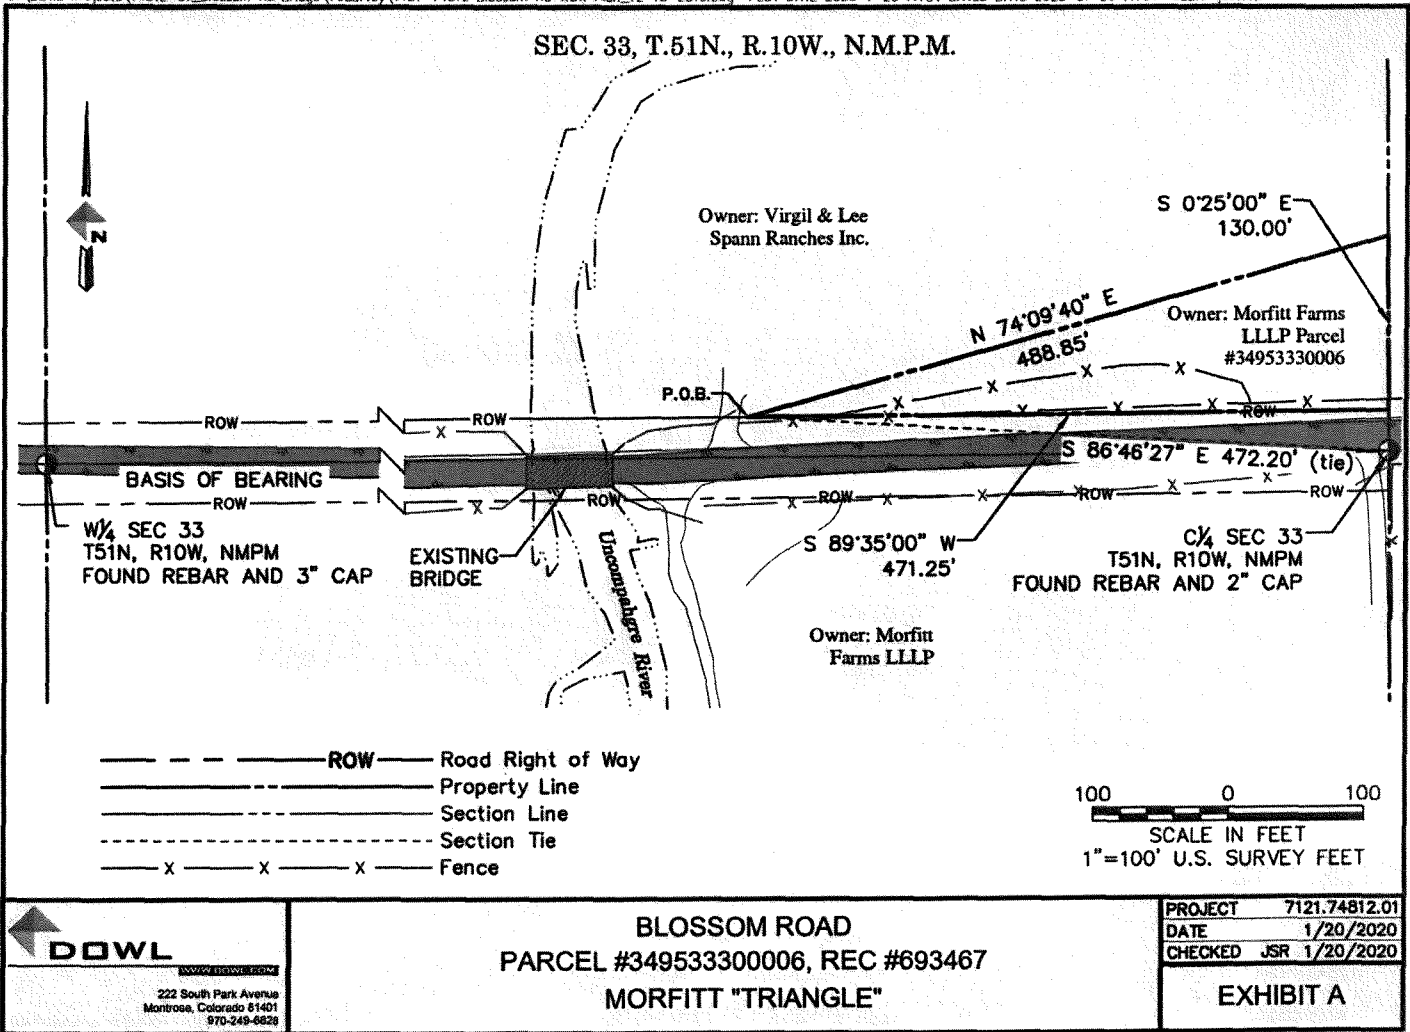 SEC. 33, T.51N., R.10W., N.M.P.M.
N
Owner: Virgil & Lee
Spann Ranches Inc.
S 0°25'00" E
130.00'
N 74°09'40" E
488.85'
Owner: Morfitt Farms
LLLP Parcel
#34953330006
P.O.B.
ROW
ROW
ROW
X
X
X
X
X
X
X
X
X
X
X
BASIS OF BEARING
S 86°46'27" E 472.20' (tie)
ROW
ROW
ROW
ROW
ROW
X
X
X
X
X
X
X
X
W¼ SEC 33
T51N, R10W, NMPM
FOUND REBAR AND 3" CAP
EXISTING
BRIDGE
Uncompahgre River
S 89°35'00" W
471.25'
C¼ SEC 33
T51N, R10W, NMPM
FOUND REBAR AND 2" CAP
Owner: Morfitt
Farms LLLP
ROW Road Right of Way
Property Line
Section Line
Section Tie
X X X Fence
100 0 100
SCALE IN FEET
1"=100' U.S. SURVEY FEET
DOWL
WWW.DOWL.COM
222 South Park Avenue
Montrose, Colorado 81401
970-249-6828
BLOSSOM ROAD
PARCEL #349533300006, REC #693467
MORFITT "TRIANGLE"
PROJECT 7121.74812.01
DATE 1/20/2020
CHECKED JSR 1/20/2020
EXHIBIT A